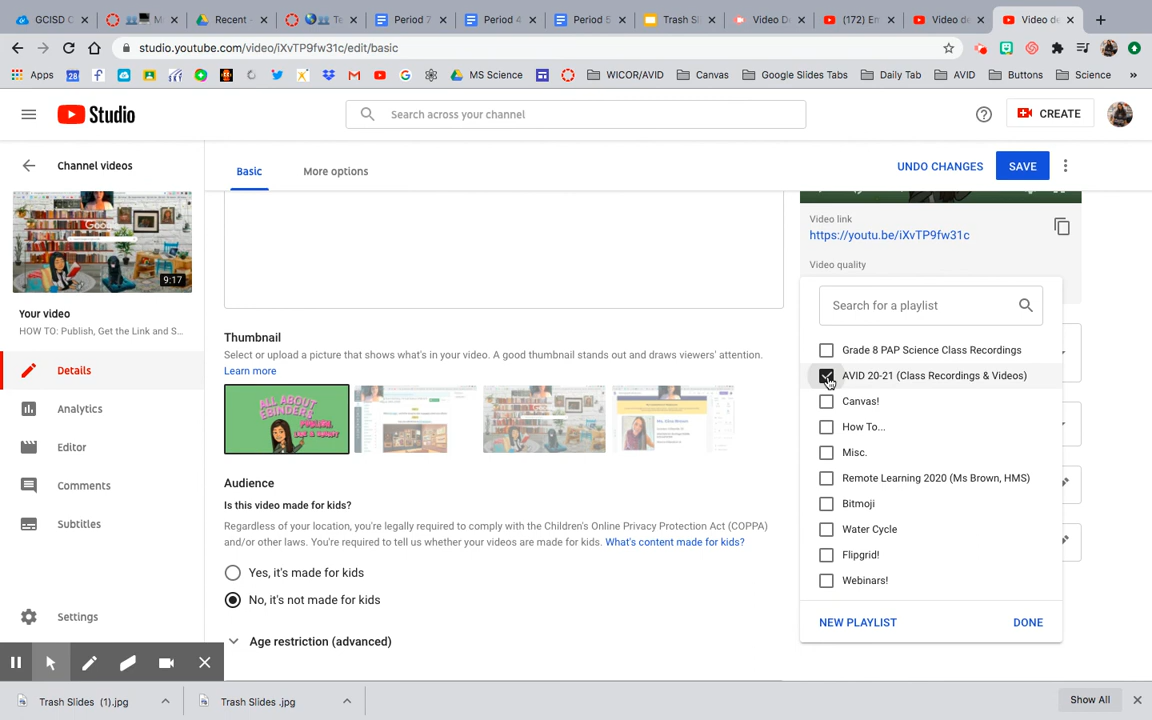 GCISD
M
Recent
Te
Period 7
Period 4
Period 5
Trash Sl
Video D
(172) E
Video de
Video de
studio.youtube.com/video/iXvTP9fw31c/edit/basic
Apps
28
MS Science
WICOR/AVID
Canvas
Google Slides Tabs
Daily Tab
AVID
Buttons
Science
»
Studio
Search across your channel
CREATE
Channel videos
Basic
More options
UNDO CHANGES
SAVE
Google
9:17
Your video
HOW TO: Publish, Get the Link and S...
Details
Analytics
Editor
Comments
Subtitles
Settings
Thumbnail
Select or upload a picture that shows what's in your video. A good thumbnail stands out and draws viewers' attention.
Learn more
ALL ABOUT
EBINDERS
Audience
Is this video made for kids?
Regardless of your location, you're legally required to comply with the Children's Online Privacy Protection Act (COPPA)
and/or other laws. You're required to tell us whether your videos are made for kids. What's content made for kids?
Yes, it's made for kids
No, it's not made for kids
Age restriction (advanced)
Video link
https://youtu.be/iXvTP9fw31c
Video quality
Search for a playlist
Grade 8 PAP Science Class Recordings
AVID 20-21 (Class Recordings & Videos)
Canvas!
How To...
Misc.
Remote Learning 2020 (Ms Brown, HMS)
Bitmoji
Water Cycle
Flipgrid!
Webinars!
NEW PLAYLIST
DONE
Trash Slides (1).jpg
Trash Slides .jpg
Show All